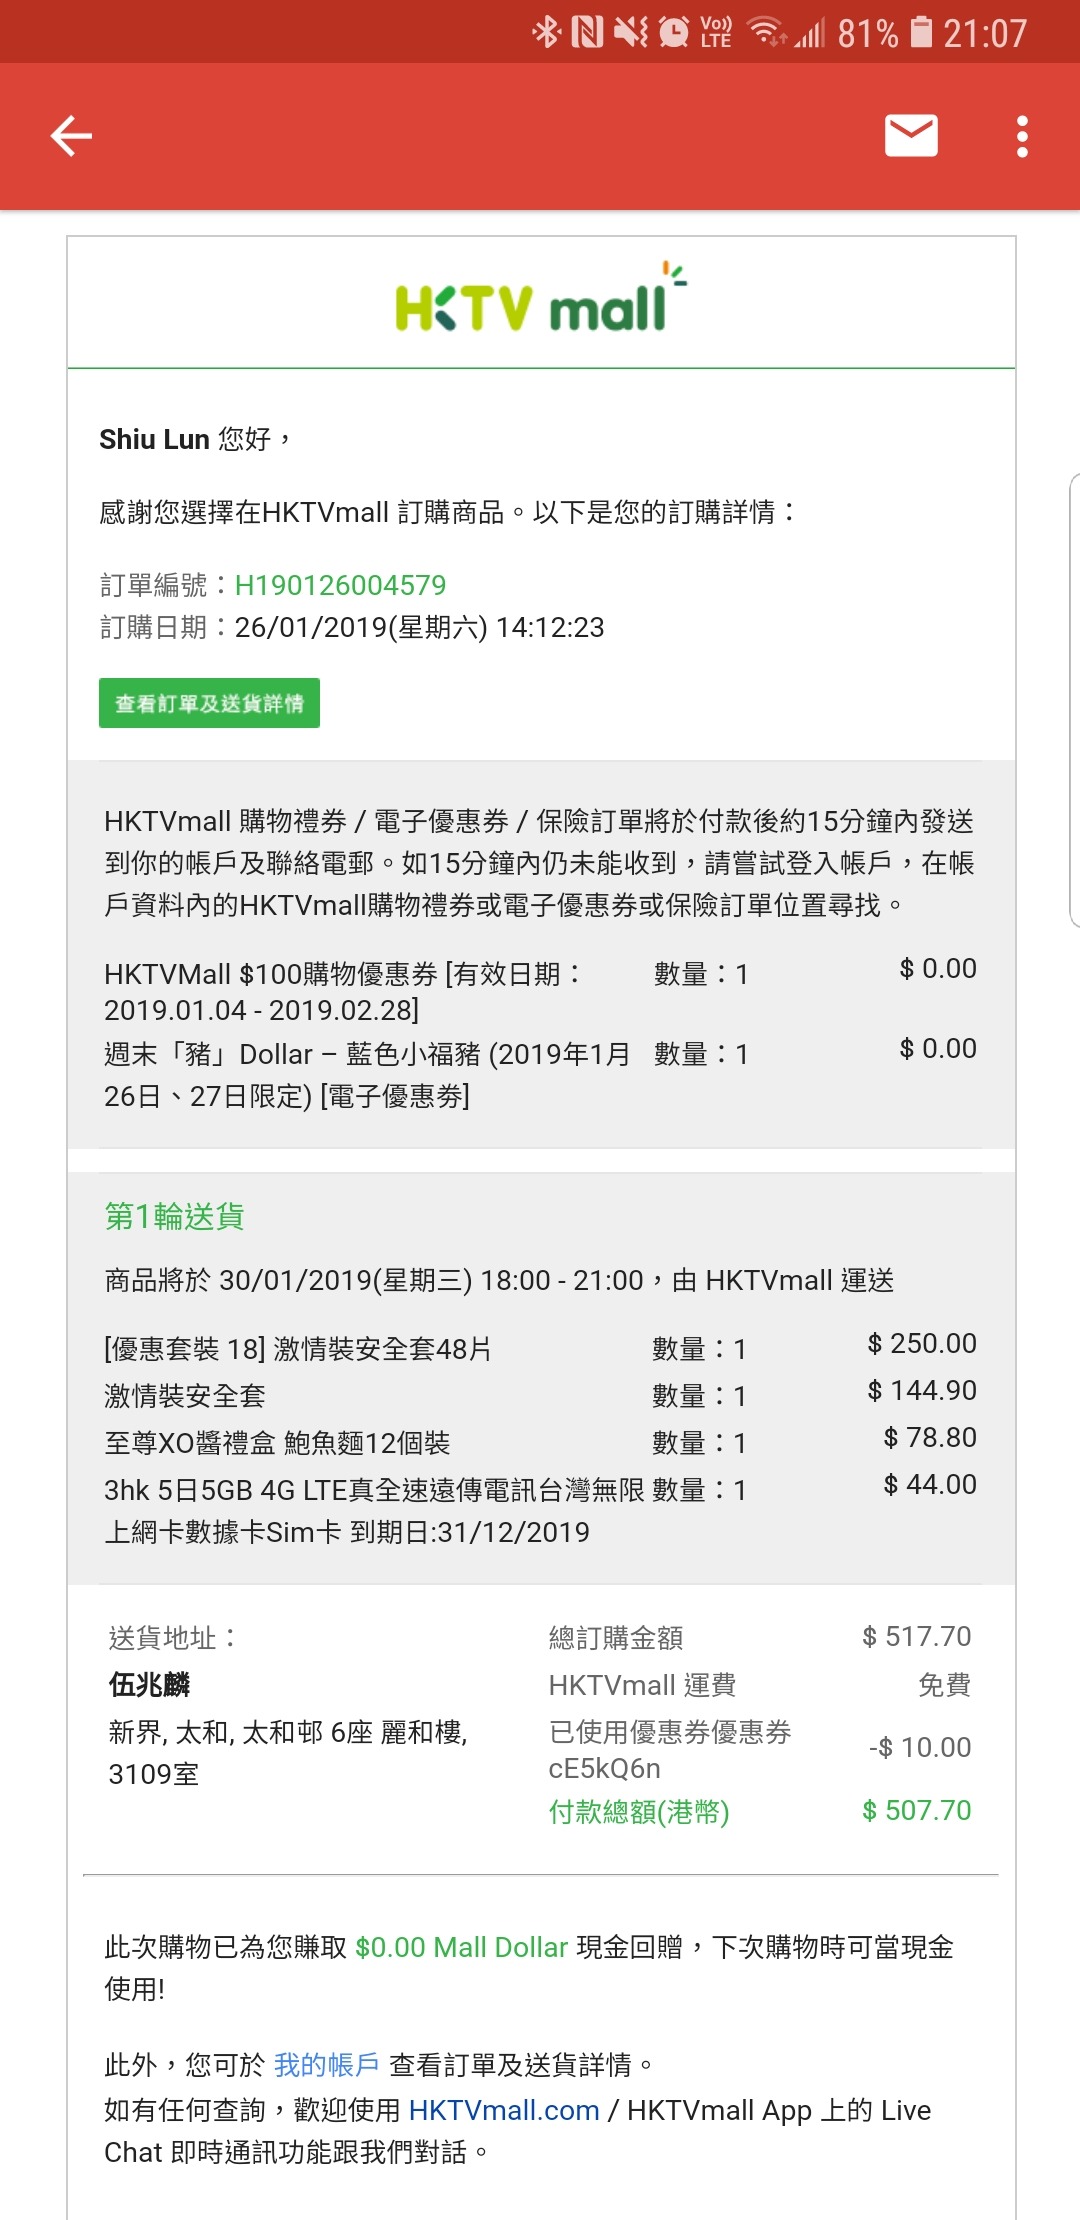 Vo)) LTE 81% 21:07
HKTV mall
Shiu Lun 您好，
感謝您選擇在HKTVmall 訂購商品。以下是您的訂購詳情：
訂單編號：H190126004579
訂購日期：26/01/2019(星期六) 14:12:23
查看訂單及送貨詳情
HKTVmall 購物禮券 / 電子優惠券 / 保險訂單將於付款後約15分鐘內發送
到你的帳戶及聯絡電郵。如15分鐘內仍未能收到，請嘗試登入帳戶，在帳
戶資料內的HKTVmall購物禮券或電子優惠券或保險訂單位置尋找。
HKTVMall $100購物優惠券 [有效日期： 數量：1 $ 0.00
2019.01.04 - 2019.02.28]
週末「豬」Dollar – 藍色小福豬 (2019年1月 數量：1 $ 0.00
26日、27日限定) [電子優惠劵]
第1輪送貨
商品將於 30/01/2019(星期三) 18:00 - 21:00，由 HKTVmall 運送
[優惠套裝 18] 激情裝安全套48片 數量：1 $ 250.00
激情裝安全套 數量：1 $ 144.90
至尊XO醬禮盒 鮑魚麵12個裝 數量：1 $ 78.80
3hk 5日5GB 4G LTE真全速遠傳電訊台灣無限 數量：1 $ 44.00
上網卡數據卡Sim卡 到期日:31/12/2019
送貨地址：
伍兆麟
新界, 太和, 太和邨 6座 麗和樓,
3109室
總訂購金額 $ 517.70
HKTVmall 運費 免費
已使用優惠券優惠券
cE5kQ6n -$ 10.00
付款總額(港幣) $ 507.70
此次購物已為您賺取 $0.00 Mall Dollar 現金回贈，下次購物時可當現金
使用!
此外，您可於 我的帳戶 查看訂單及送貨詳情。
如有任何查詢，歡迎使用 HKTVmall.com / HKTVmall App 上的 Live
Chat 即時通訊功能跟我們對話。